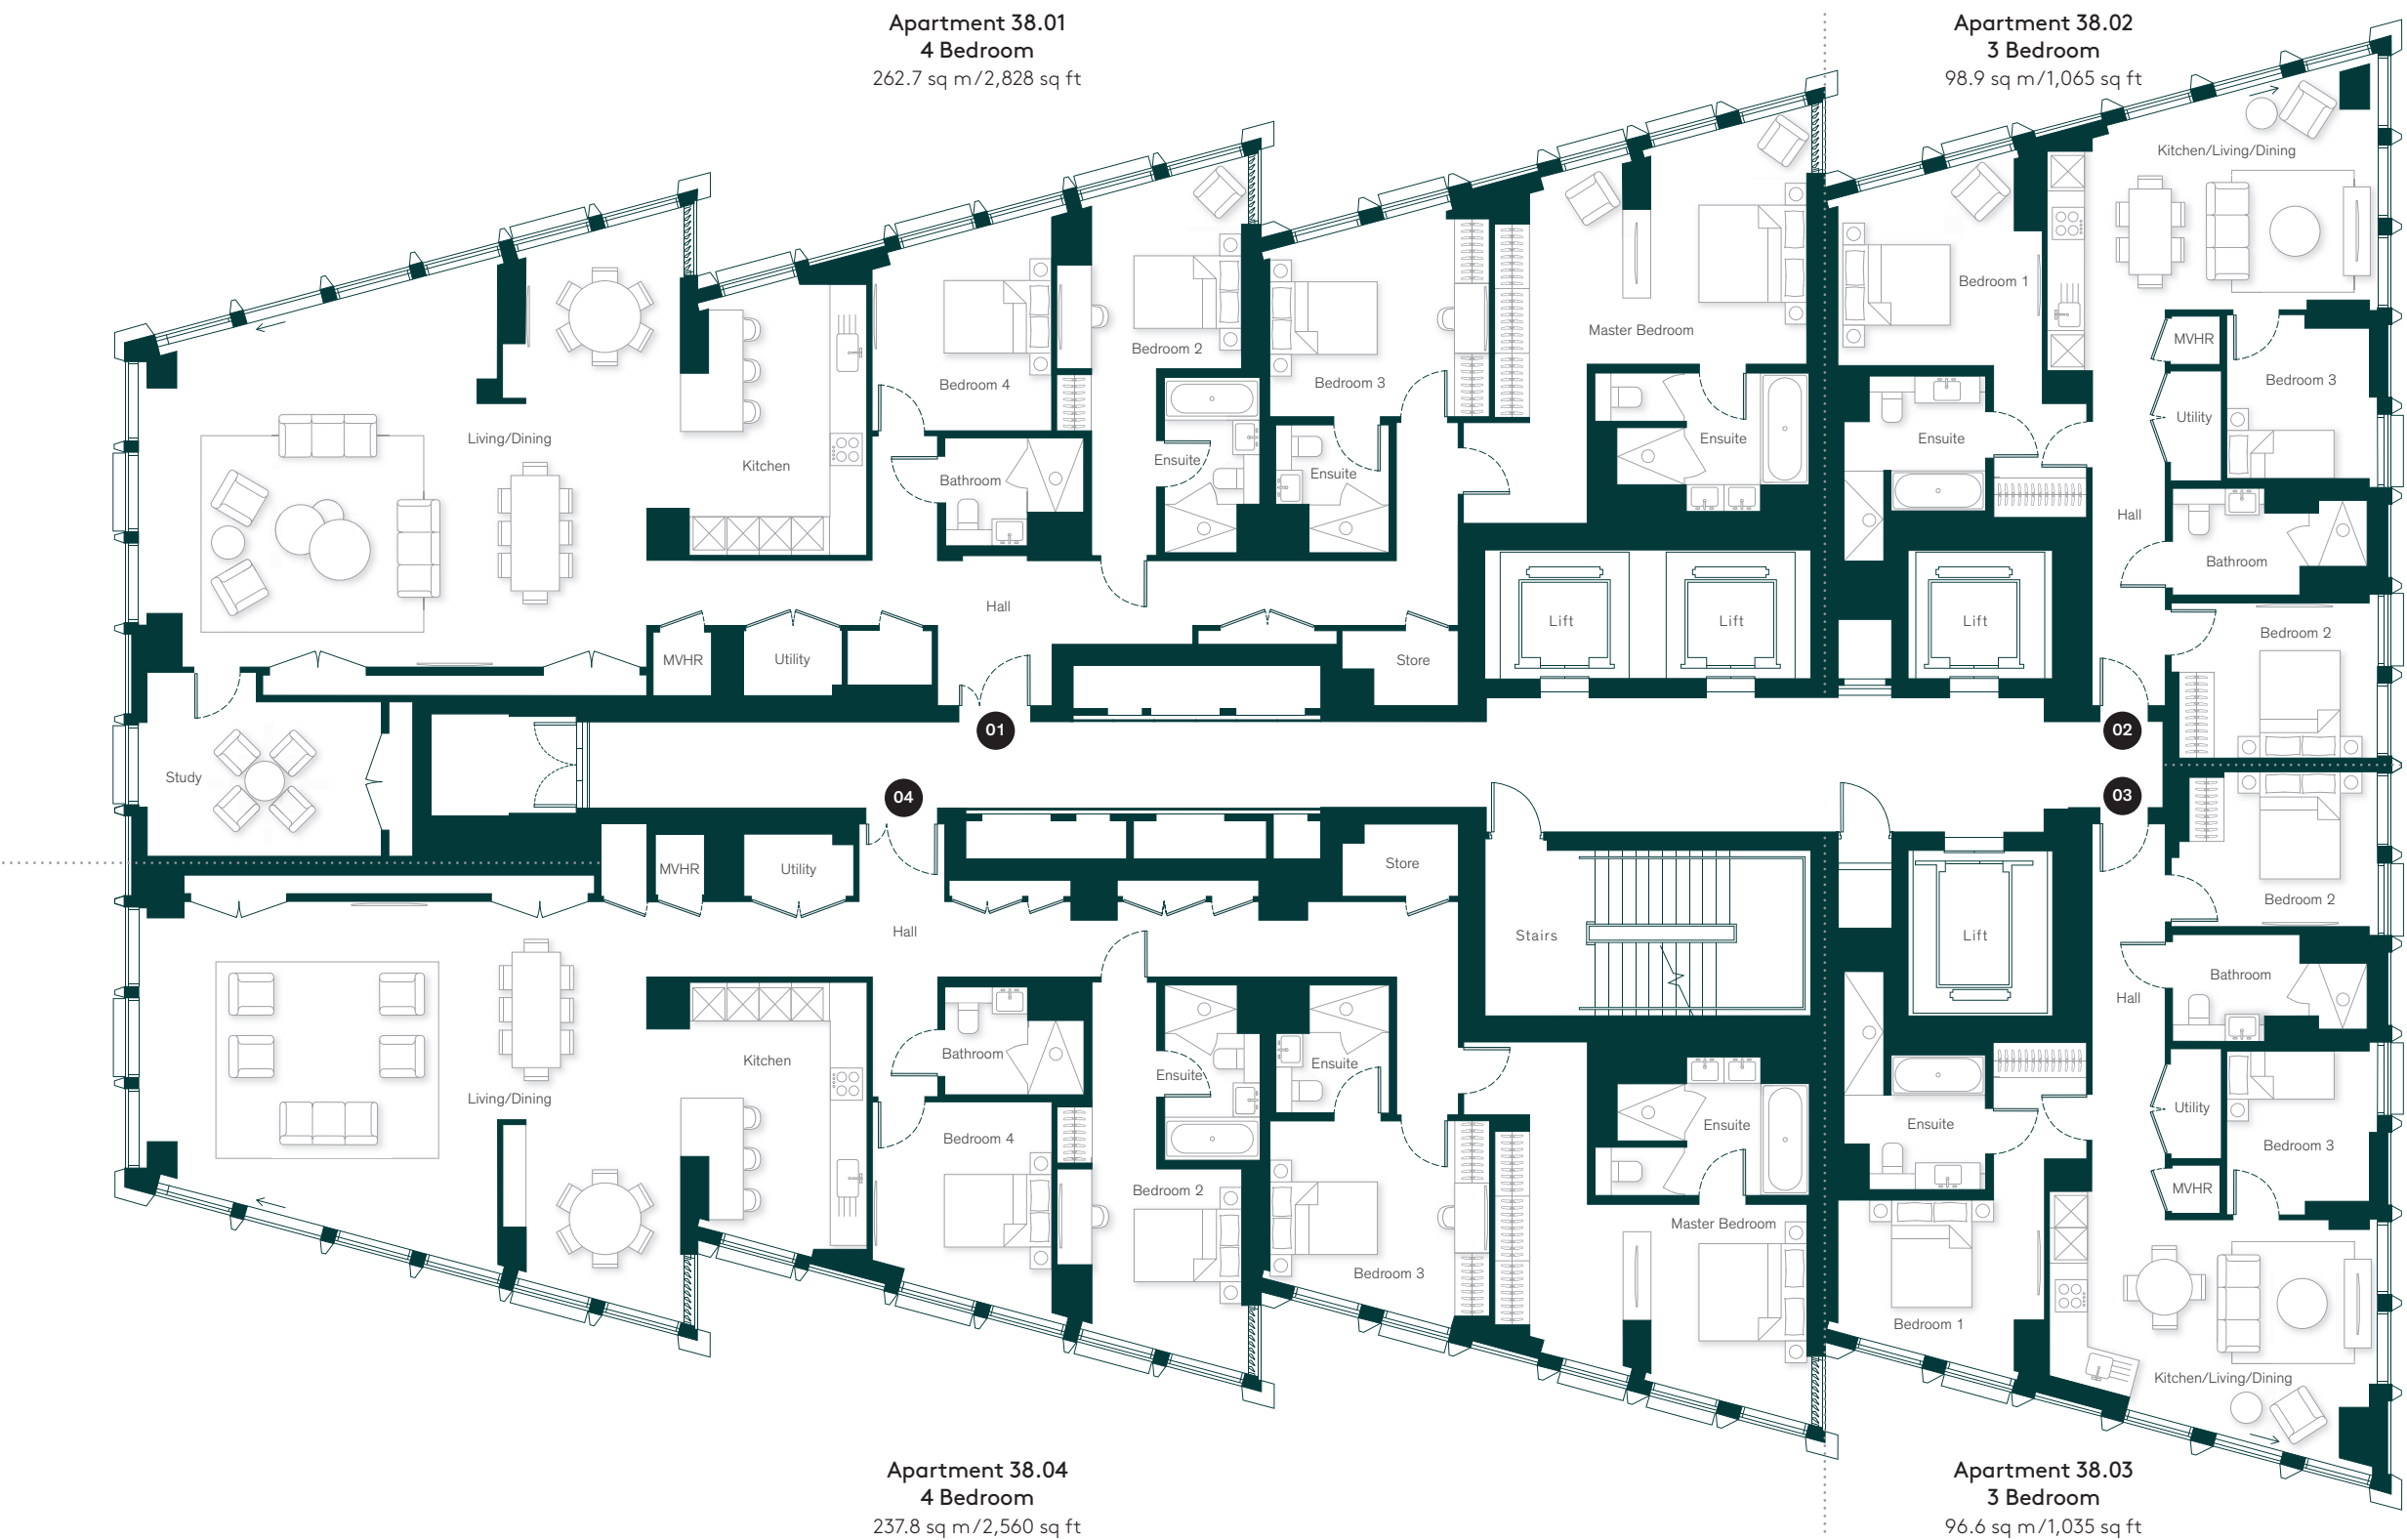 Apartment 38.01
4 Bedroom
262.7 sq m/2,828 sq ft
Apartment 38.02
3 Bedroom
98.9 sq m/1,065 sq ft
Kitchen/Living/Dining
Bedroom 1
Master Bedroom
MVHR
Bedroom 2
Bedroom 3
Bedroom 4
Bedroom 3
Utility
Living/Dining
Kitchen
Ensuite
Ensuite
Ensuite
Ensuite
Bathroom
Hall
Bathroom
Hall
Lift
Lift
Lift
Bedroom 2
MVHR
Utility
Store
01
02
Study
04
03
MVHR
Utility
Store
Bedroom 2
Hall
Stairs
Lift
Bathroom
Hall
Kitchen
Bathroom
Ensuite
Ensuite
Living/Dining
Utility
Ensuite
Ensuite
Bedroom 4
Bedroom 3
Bedroom 2
MVHR
Master Bedroom
Bedroom 3
Bedroom 1
Kitchen/Living/Dining
Apartment 38.04
4 Bedroom
237.8 sq m/2,560 sq ft
Apartment 38.03
3 Bedroom
96.6 sq m/1,035 sq ft